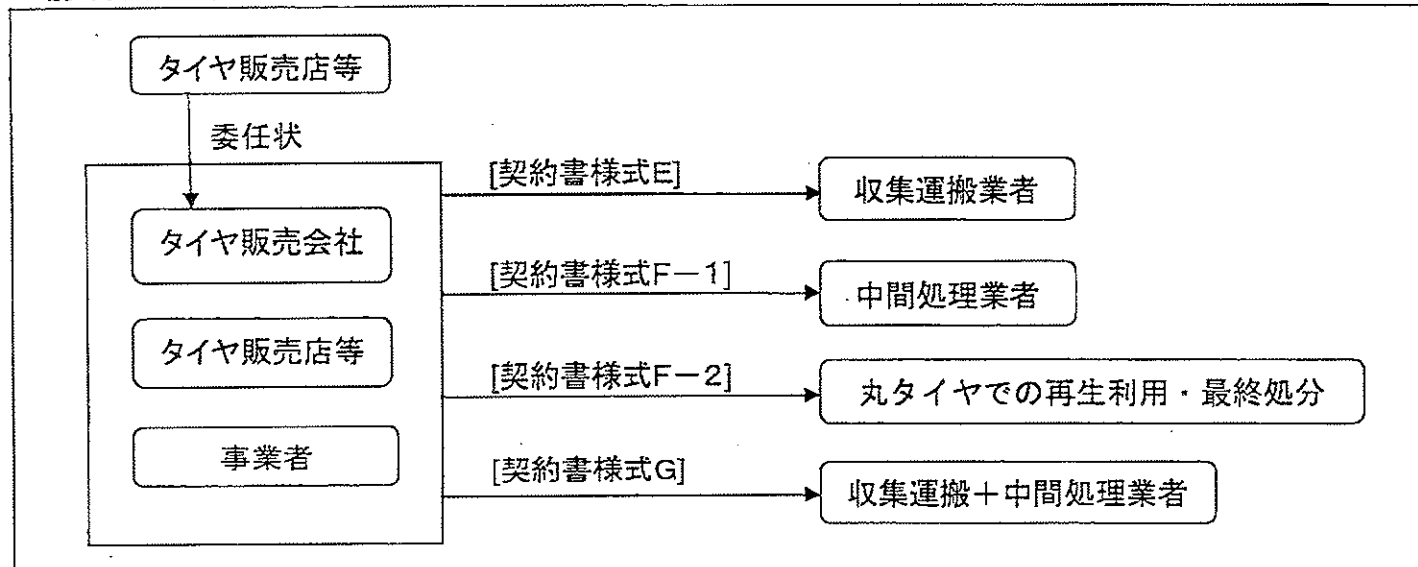 タイヤ販売店等
委任状
[契約書様式E]
収集運搬業者
タイヤ販売会社
[契約書様式F-1]
中間処理業者
タイヤ販売店等
[契約書様式F-2]
丸タイヤでの再生利用・最終処分
事業者
[契約書様式G]
収集運搬+中間処理業者